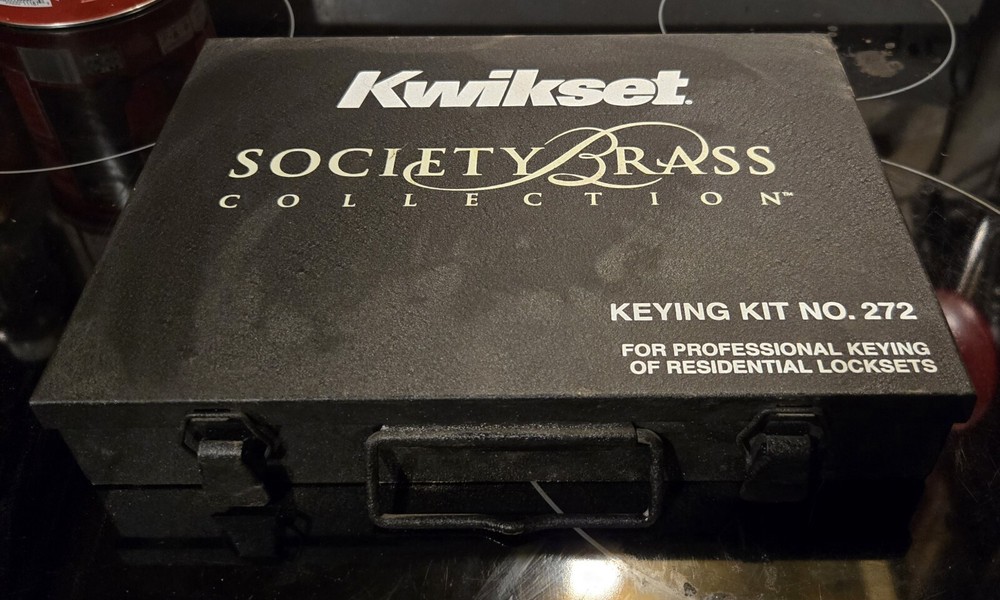 Kwikset.
SOCIETY BRASS
COLLECTION™
KEYING KIT NO. 272
FOR PROFESSIONAL KEYING
OF RESIDENTIAL LOCKSETS